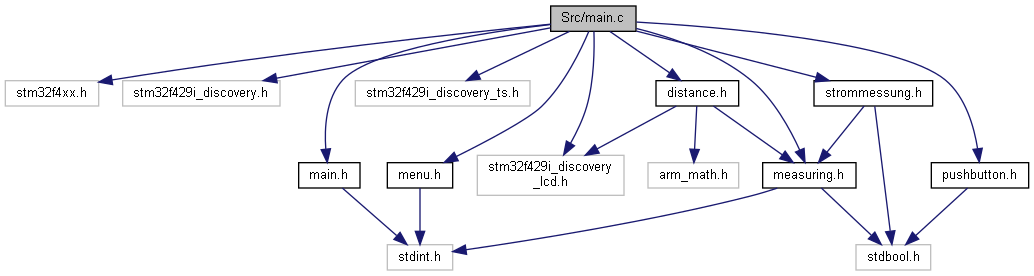 Src/main.c
stm32f4xx.h
stm32f429i_discovery.h
stm32f429i_discovery_ts.h
distance.h
strommessung.h
main.h
menu.h
stm32f429i_discovery
_lcd.h
arm_math.h
measuring.h
pushbutton.h
stdint.h
stdbool.h